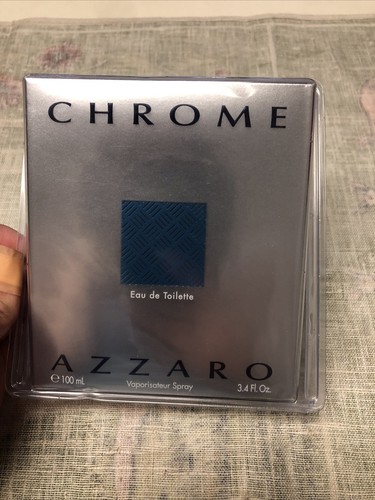 CHROME
Eau de Toilette
AZZARO
℮ 100 ml. Vaporisateur Spray 3.4 Fl. Oz.